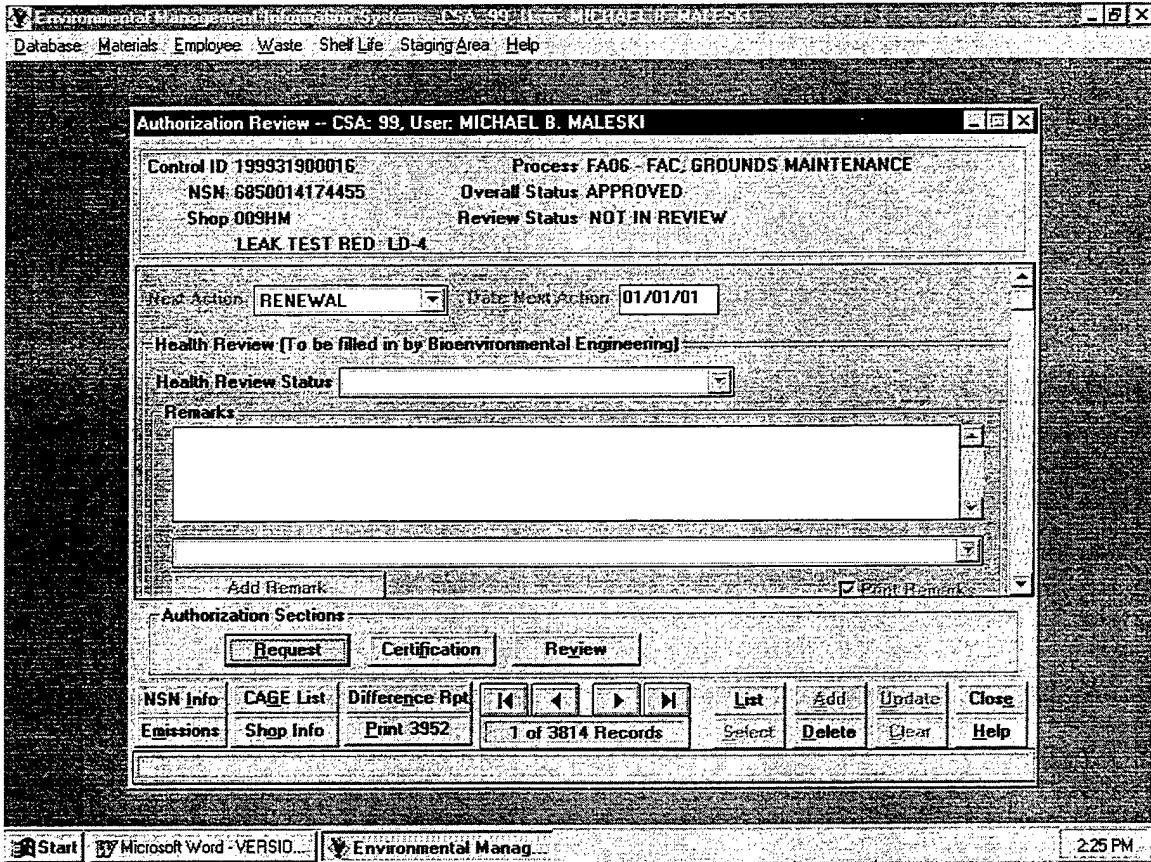 Environmental Management Information System -- CSA: 99, User: MICHAEL B. MALESKI
Database Materials Employee Waste Shelf Life Staging Area Help
Authorization Review -- CSA: 99, User: MICHAEL B. MALESKI
Control ID 199931900016 Process FA06 - FAC, GROUNDS MAINTENANCE
NSN 6850014174455 Overall Status APPROVED
Shop 009HM Review Status NOT IN REVIEW
LEAK TEST RED LD-4
Next Action RENEWAL Date Next Action 01/01/01
Health Review (To be filled in by Bioenvironmental Engineering)
Health Review Status
Remarks
Add Remark Print Remarks
Authorization Sections
Request Certification Review
NSN Info CAGE List Difference Rpt List Add Update Close
Emissions Shop Info Print 3952 1 of 3814 Records Select Delete Clear Help
Start Microsoft Word - VERSIO... Environmental Manag... 2:25 PM